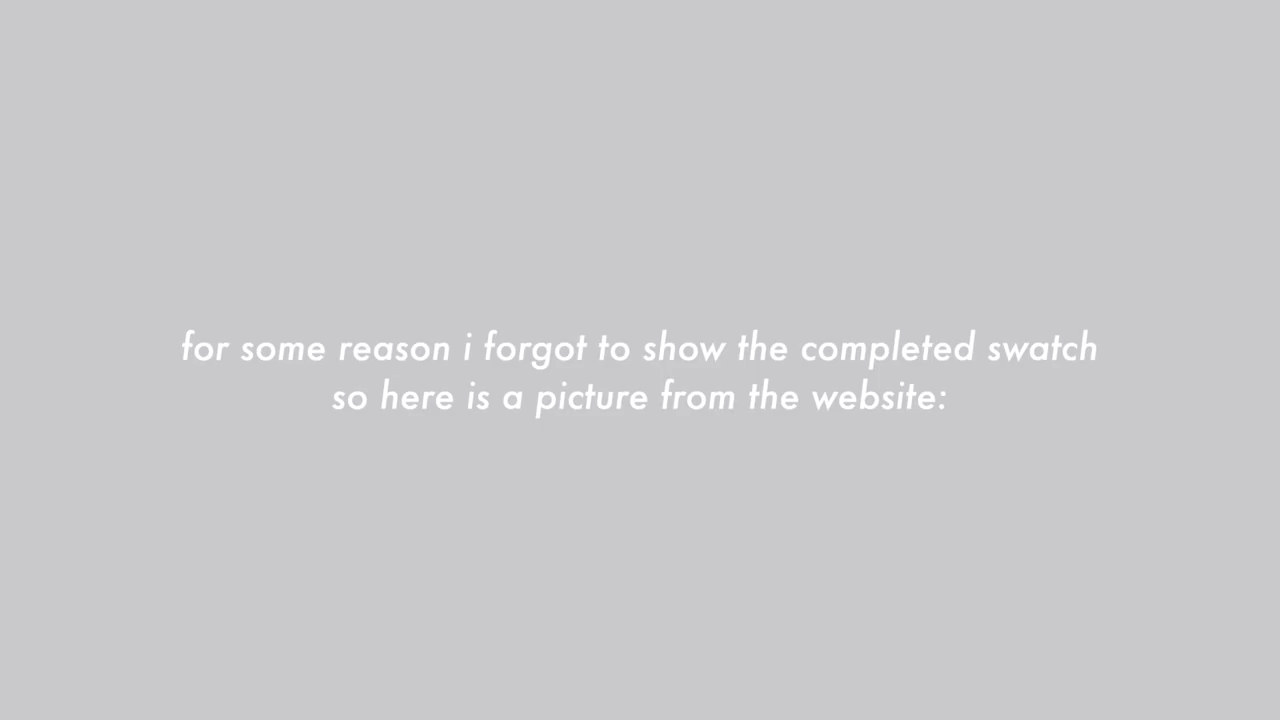 for some reason i forgot to show the completed swatch
so here is a picture from the website: